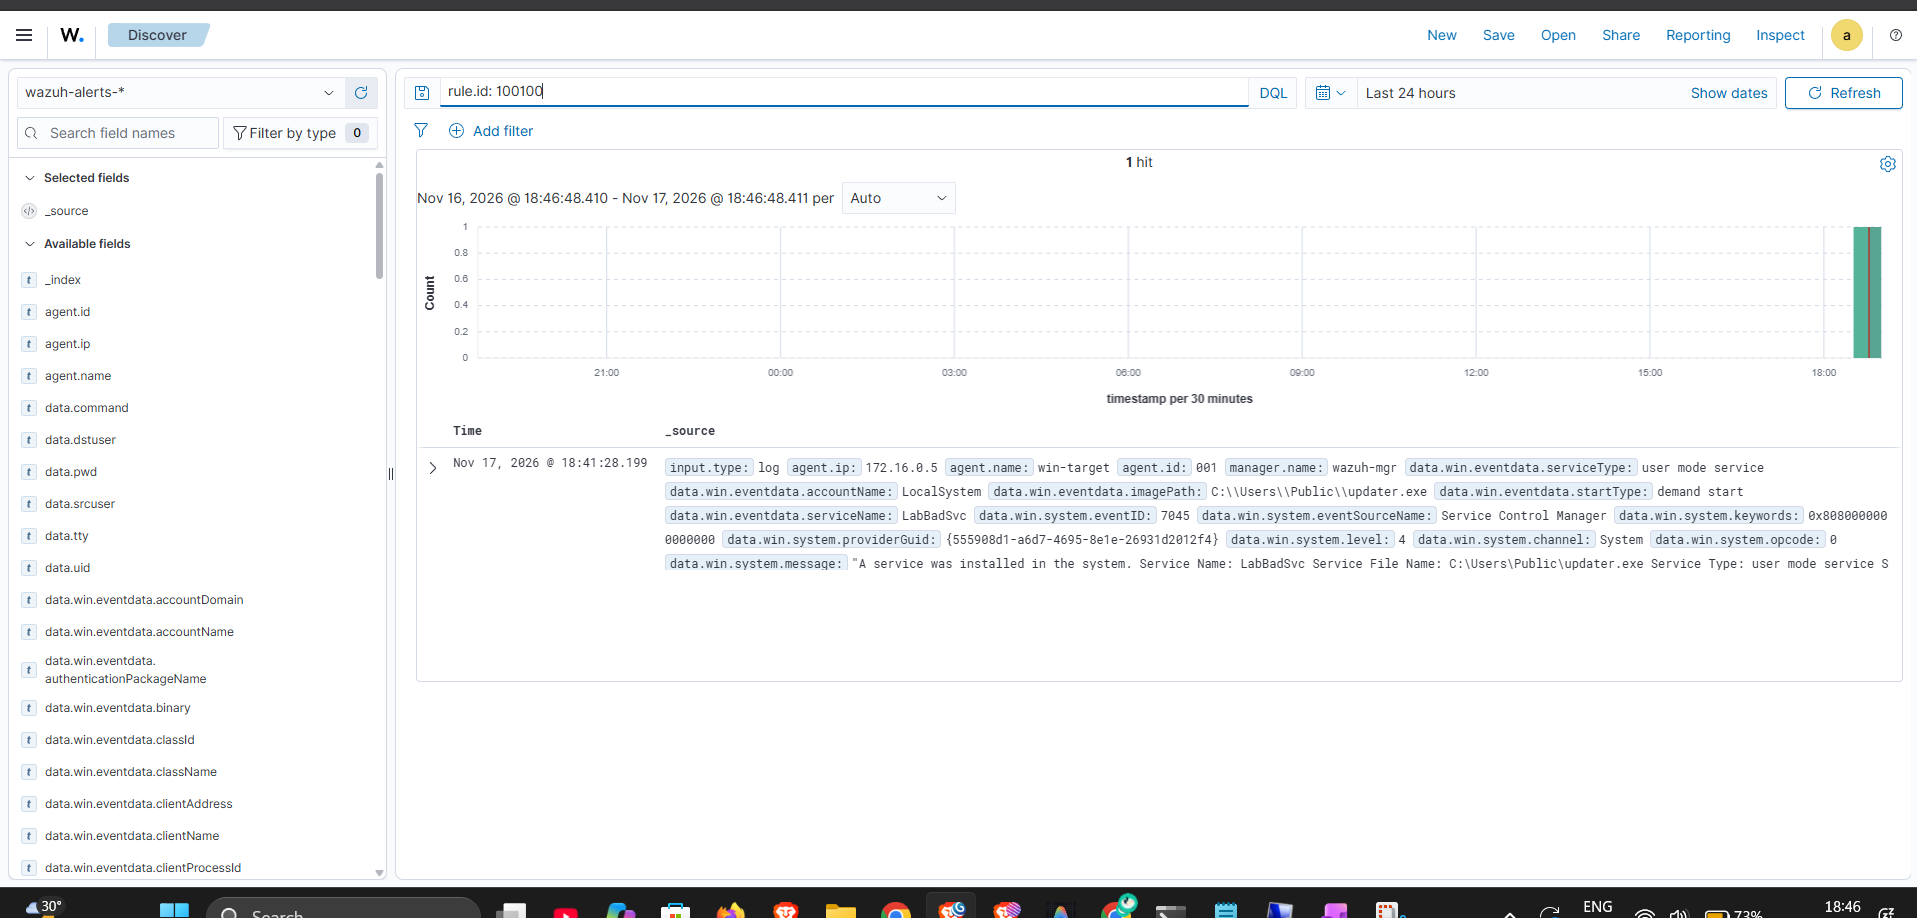 W.
Discover
New Save Open Share Reporting Inspect a
wazuh-alerts-*
rule.id: 100100
DQL
Last 24 hours
Show dates
Refresh
Search field names
Filter by type 0
Add filter
Selected fields
_source
Available fields
_index
agent.id
agent.ip
agent.name
data.command
data.dstuser
data.pwd
data.srcuser
data.tty
data.uid
data.win.eventdata.accountDomain
data.win.eventdata.accountName
data.win.eventdata.
authenticationPackageName
data.win.eventdata.binary
data.win.eventdata.classId
data.win.eventdata.className
data.win.eventdata.clientAddress
data.win.eventdata.clientName
data.win.eventdata.clientProcessId
1 hit
Nov 16, 2026 @ 18:46:48.410 - Nov 17, 2026 @ 18:46:48.411 per Auto
Count
1
0.8
0.6
0.4
0.2
0
21:00 00:00 03:00 06:00 09:00 12:00 15:00 18:00
timestamp per 30 minutes
Time _source
Nov 17, 2026 @ 18:41:28.199
input.type: log agent.ip: 172.16.0.5 agent.name: win-target agent.id: 001 manager.name: wazuh-mgr data.win.eventdata.serviceType: user mode service
data.win.eventdata.accountName: LocalSystem data.win.eventdata.imagePath: C:\\Users\\Public\\updater.exe data.win.eventdata.startType: demand start
data.win.eventdata.serviceName: LabBadSvc data.win.system.eventID: 7045 data.win.system.eventSourceName: Service Control Manager data.win.system.keywords: 0x808000000
0000000 data.win.system.providerGuid: {555908d1-a6d7-4695-8e1e-26931d2012f4} data.win.system.level: 4 data.win.system.channel: System data.win.system.opcode: 0
data.win.system.message: "A service was installed in the system. Service Name: LabBadSvc Service File Name: C:\Users\Public\updater.exe Service Type: user mode service S
30°
Search
ENG
73%
18:46